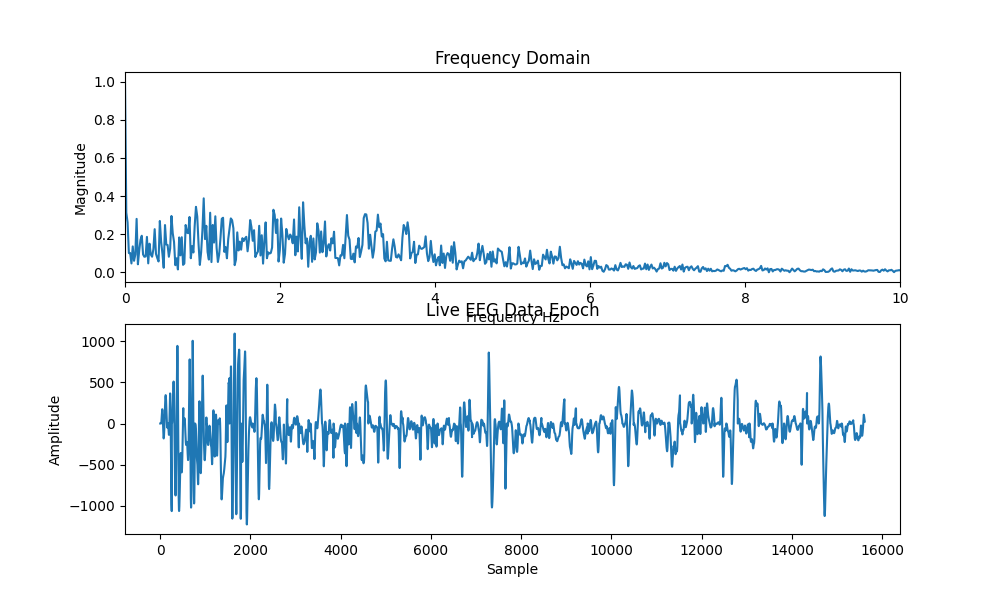 Frequency Domain
1.0
0.8
0.6
0.4
0.2
0.0
Magnitude
0 2 4 6 8 10
Frequency Hz
Live EEG Data Epoch
1000
500
0
−500
−1000
Amplitude
0 2000 4000 6000 8000 10000 12000 14000 16000
Sample